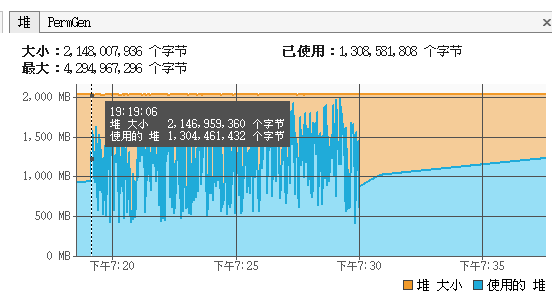 堆 PermGen
大小：2,148,007,936 个字节 已使用：1,308,581,808 个字节
最大：4,294,967,296 个字节
2,000 MB
19:19:06
堆 大小 2,146,959,360 个字节
使用的 堆 1,304,461,432 个字节
1,500 MB
1,000 MB
500 MB
0 MB
下午7:20 下午7:25 下午7:30 下午7:35
堆 大小 使用的 堆